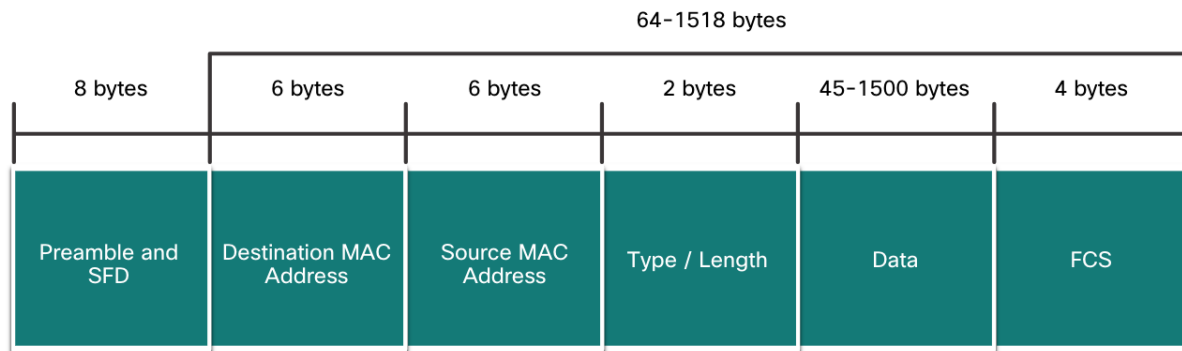 64-1518 bytes
8 bytes
6 bytes
6 bytes
2 bytes
45-1500 bytes
4 bytes
Preamble and
SFD
Destination MAC
Address
Source MAC
Address
Type / Length
Data
FCS